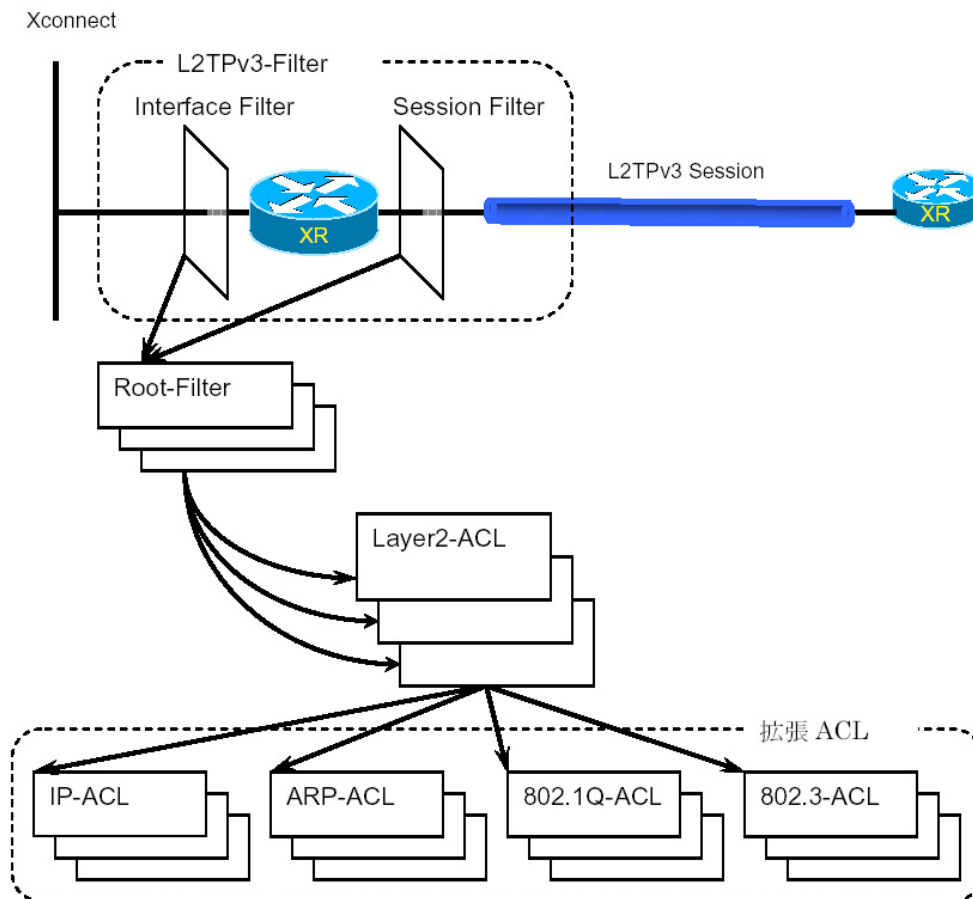 Xconnect
L2TPv3-Filter
Interface Filter
Session Filter
L2TPv3 Session
XR
XR
Root-Filter
Layer2-ACL
拡張 ACL
IP-ACL
ARP-ACL
802.1Q-ACL
802.3-ACL